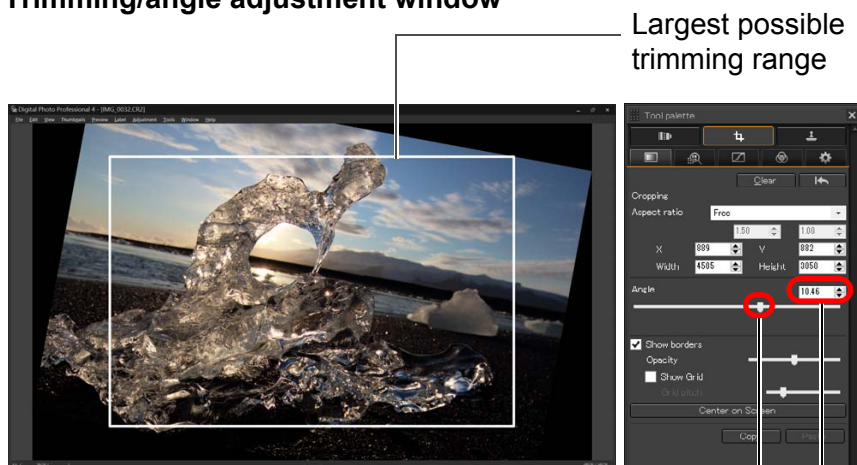 Trimming/angle adjustment window
Largest possible
trimming range
Digital Photo Professional 4 - [IMG_0032.CR2]
File Edit View Thumbnails Preview Label Adjustment Tools Window Help
Tool palette
Clear
Cropping
Aspect ratio Free
1.50 1.00
X 889 Y 882
Width 4505 Height 3050
Angle 10.46
Show borders
Opacity
Show Grid
Grid pitch
Center on Screen
Copy Paste